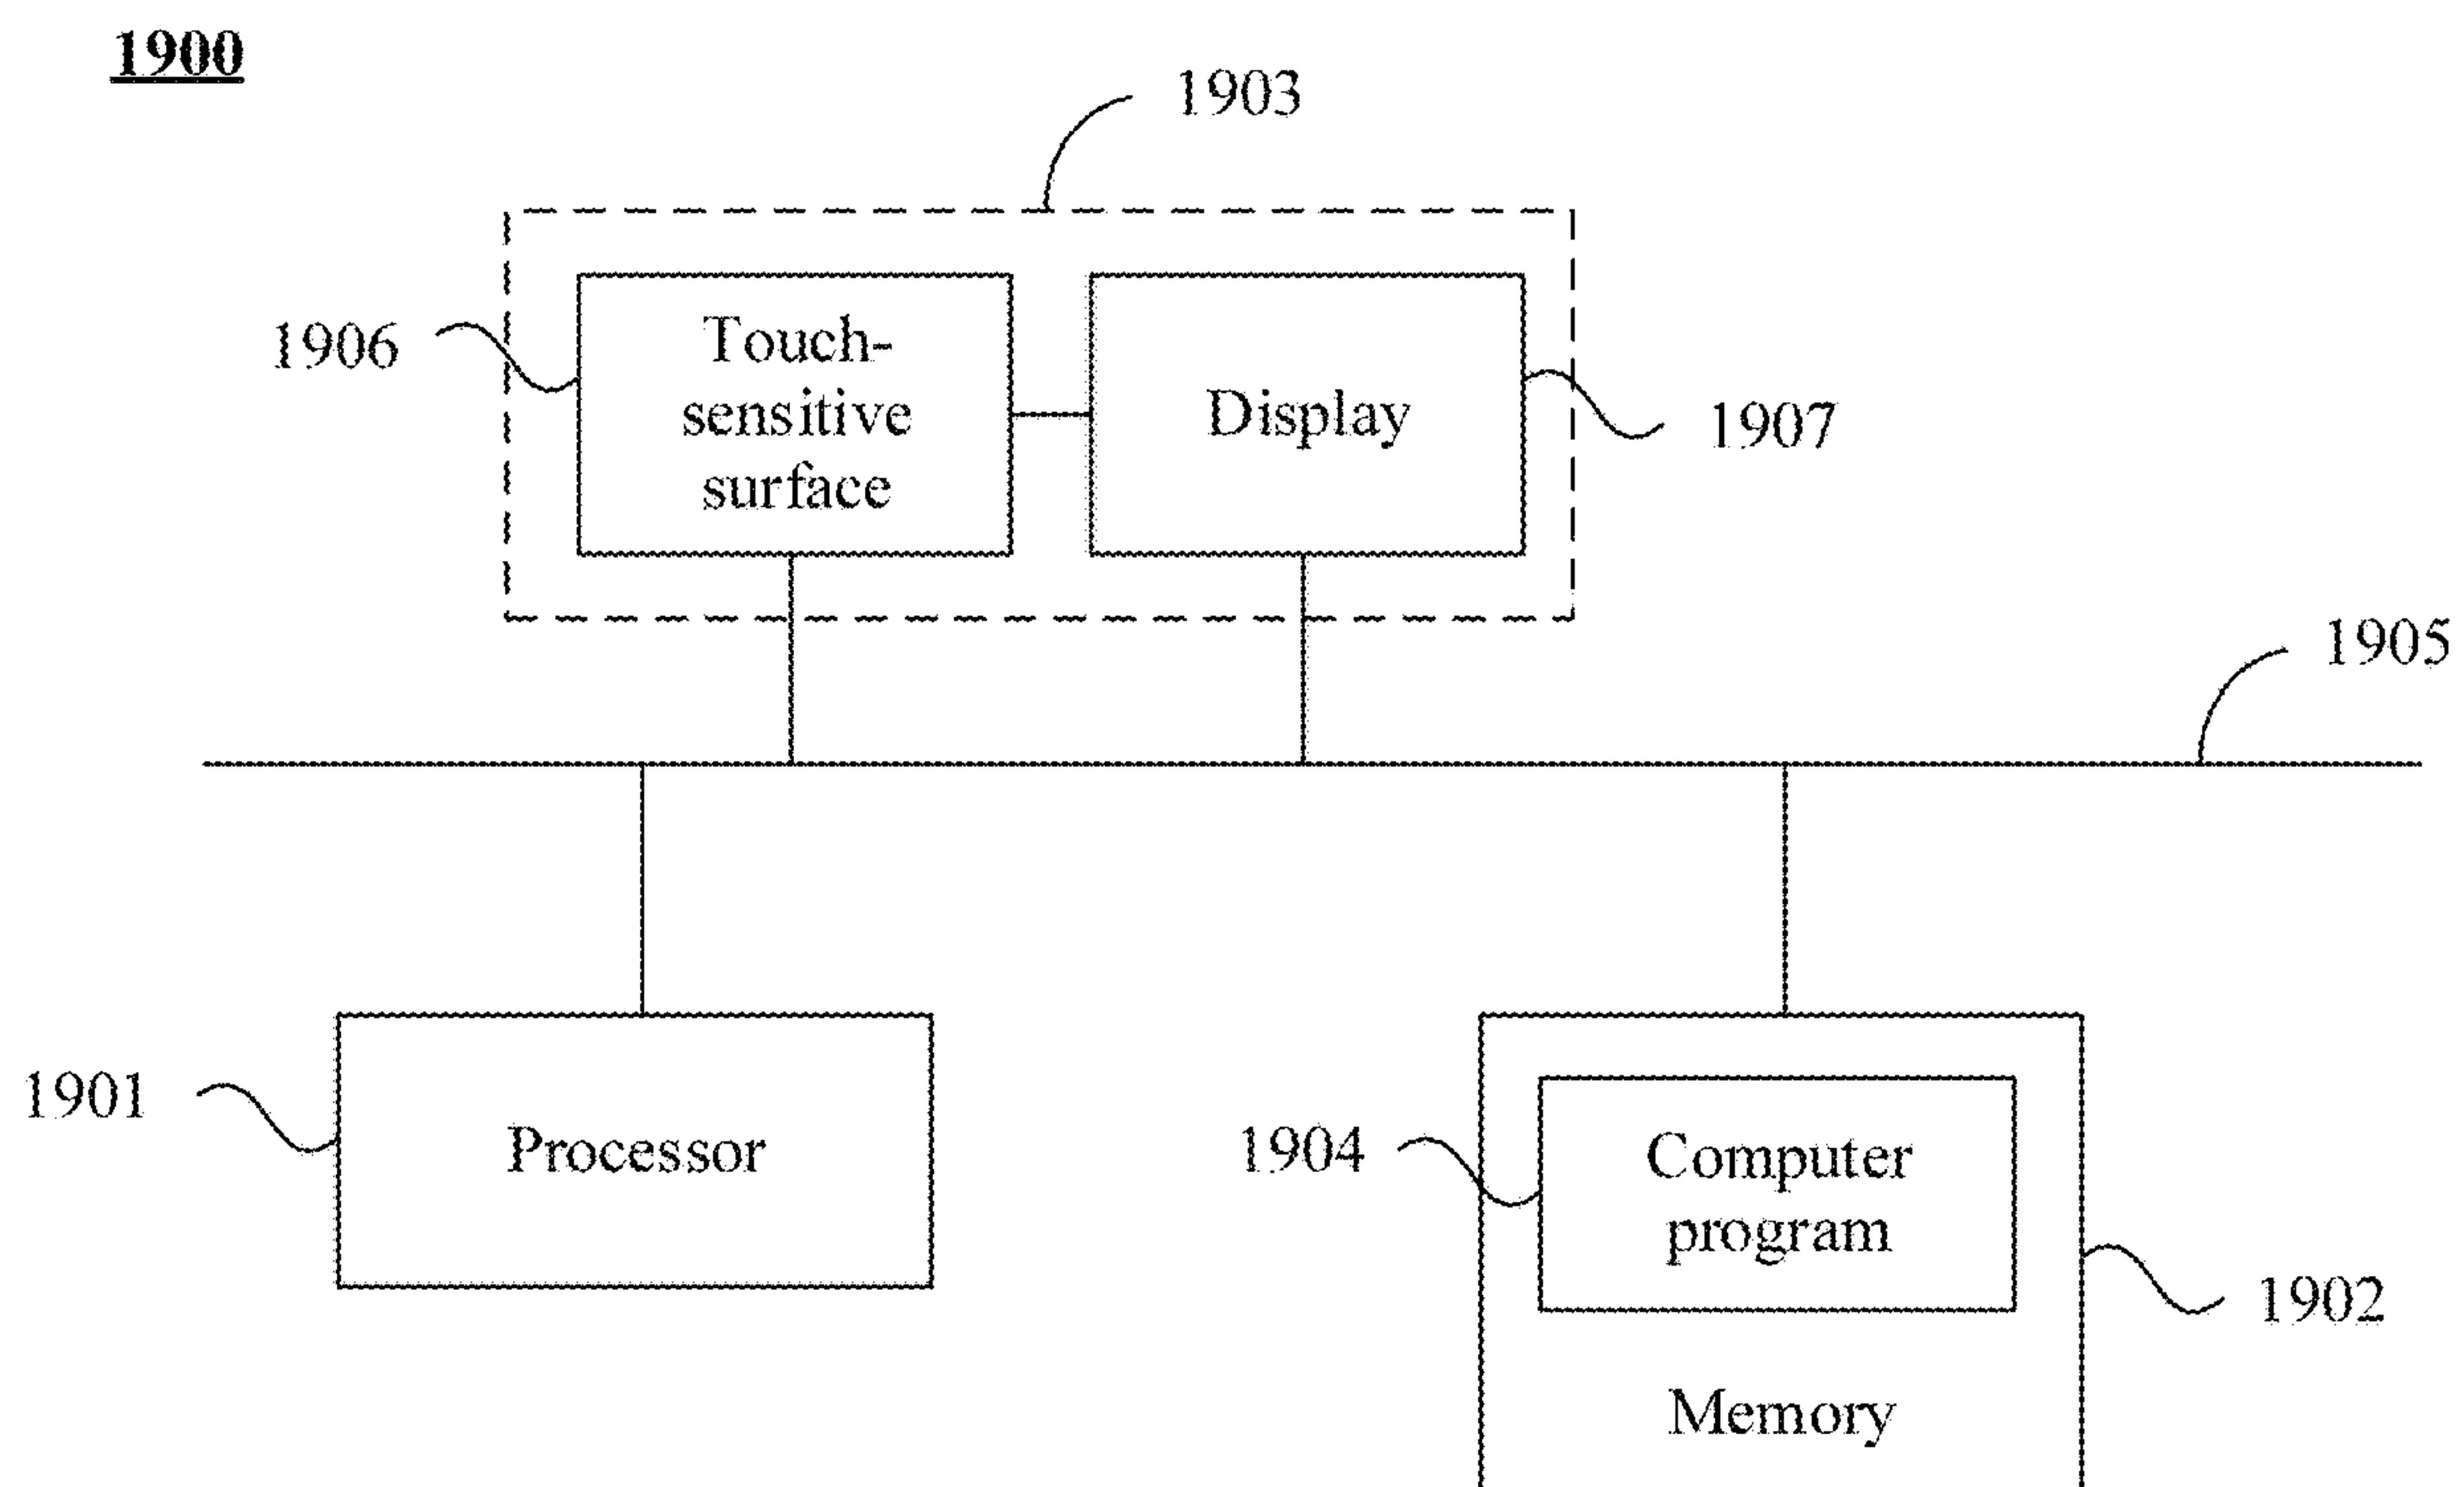 1900
1903
1906
Touch-
sensitive
surface
Display
1907
1905
1901
Processor
1904
Computer
program
1902
Memory